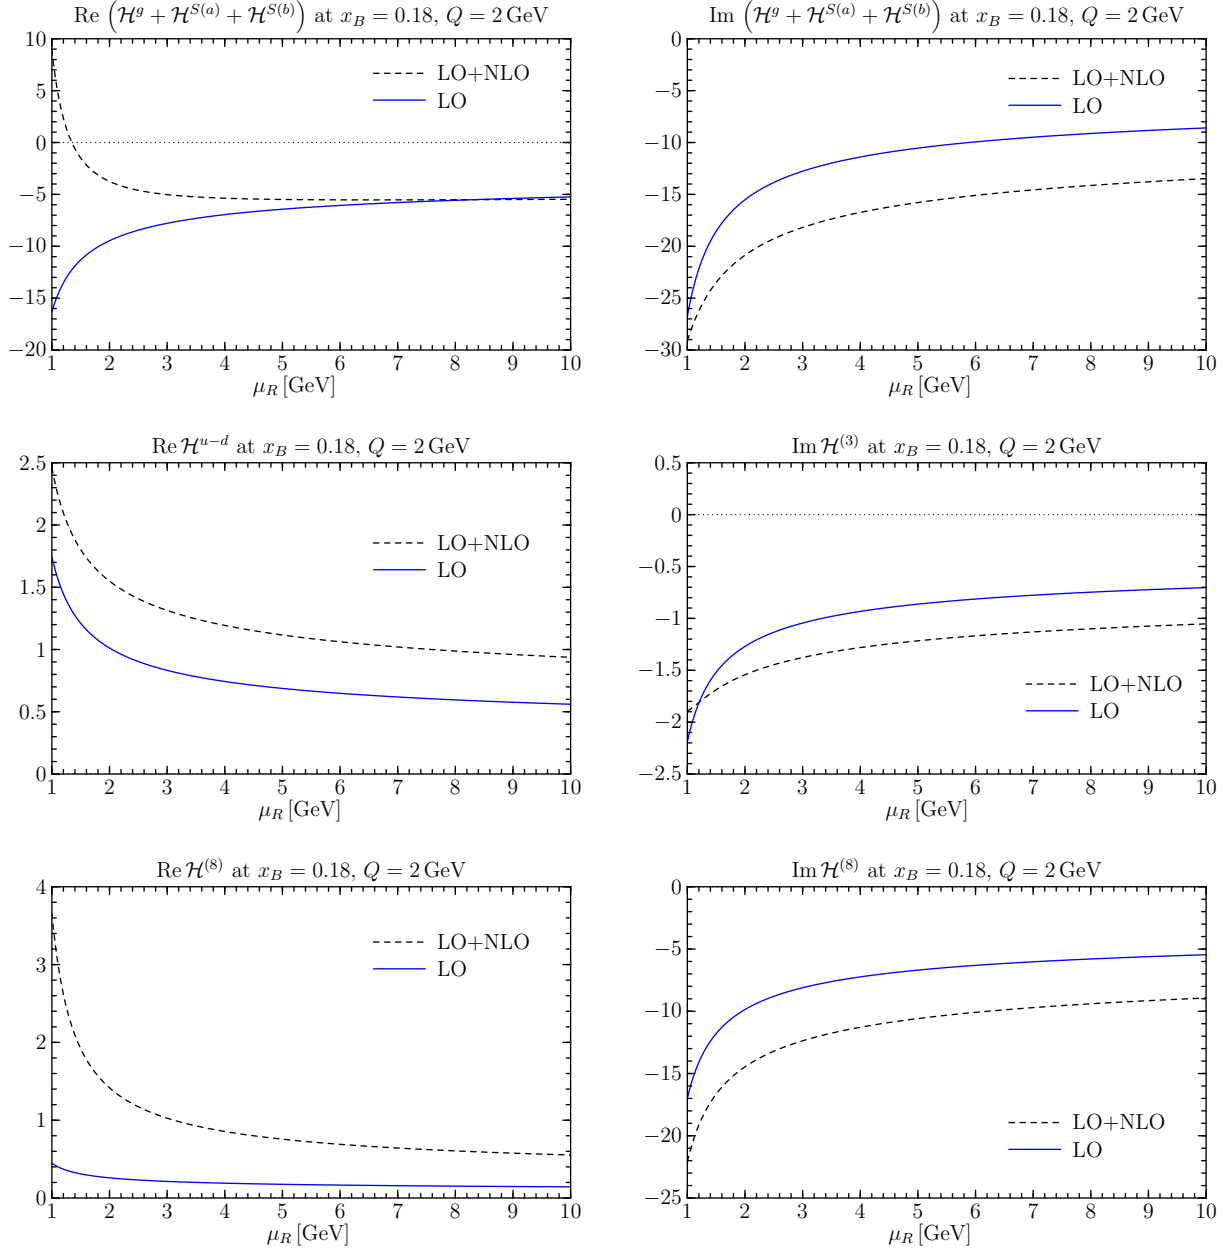 Re (ℋ^g + ℋ^{S(a)} + ℋ^{S(b)}) at x_B = 0.18, Q = 2 GeV
10
5
0
−5
−10
−15
−20
LO+NLO
LO
1 2 3 4 5 6 7 8 9 10
μ_R [GeV]
Im (ℋ^g + ℋ^{S(a)} + ℋ^{S(b)}) at x_B = 0.18, Q = 2 GeV
0
−5
−10
−15
−20
−25
−30
LO+NLO
LO
1 2 3 4 5 6 7 8 9 10
μ_R [GeV]
Re ℋ^{u−d} at x_B = 0.18, Q = 2 GeV
2.5
2
1.5
1
0.5
0
LO+NLO
LO
1 2 3 4 5 6 7 8 9 10
μ_R [GeV]
Im ℋ^{(3)} at x_B = 0.18, Q = 2 GeV
0.5
0
−0.5
−1
−1.5
−2
−2.5
LO+NLO
LO
1 2 3 4 5 6 7 8 9 10
μ_R [GeV]
Re ℋ^{(8)} at x_B = 0.18, Q = 2 GeV
4
3
2
1
0
LO+NLO
LO
1 2 3 4 5 6 7 8 9 10
μ_R [GeV]
Im ℋ^{(8)} at x_B = 0.18, Q = 2 GeV
0
−5
−10
−15
−20
−25
LO+NLO
LO
1 2 3 4 5 6 7 8 9 10
μ_R [GeV]